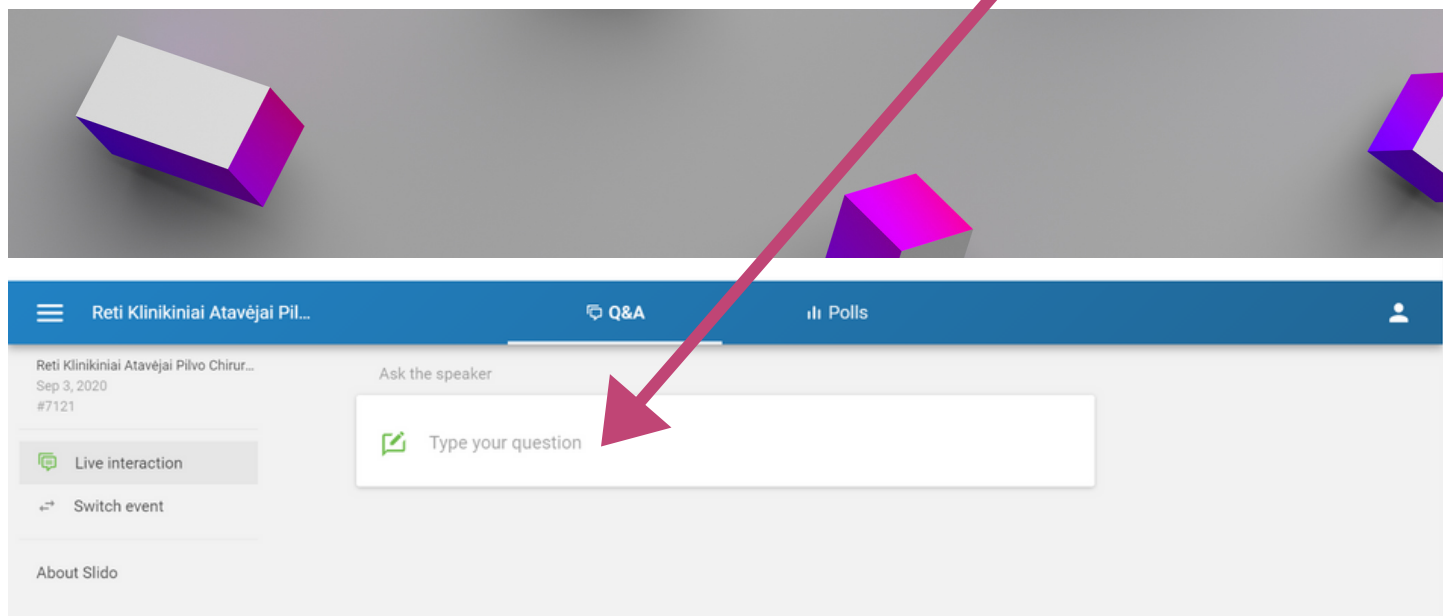 Reti Klinikiniai Atavėjai Pil...
Q&A
Polls
Reti Klinikiniai Atavėjai Pilvo Chirur...
Sep 3, 2020
#7121
Live interaction
Switch event
About Slido
Ask the speaker
Type your question